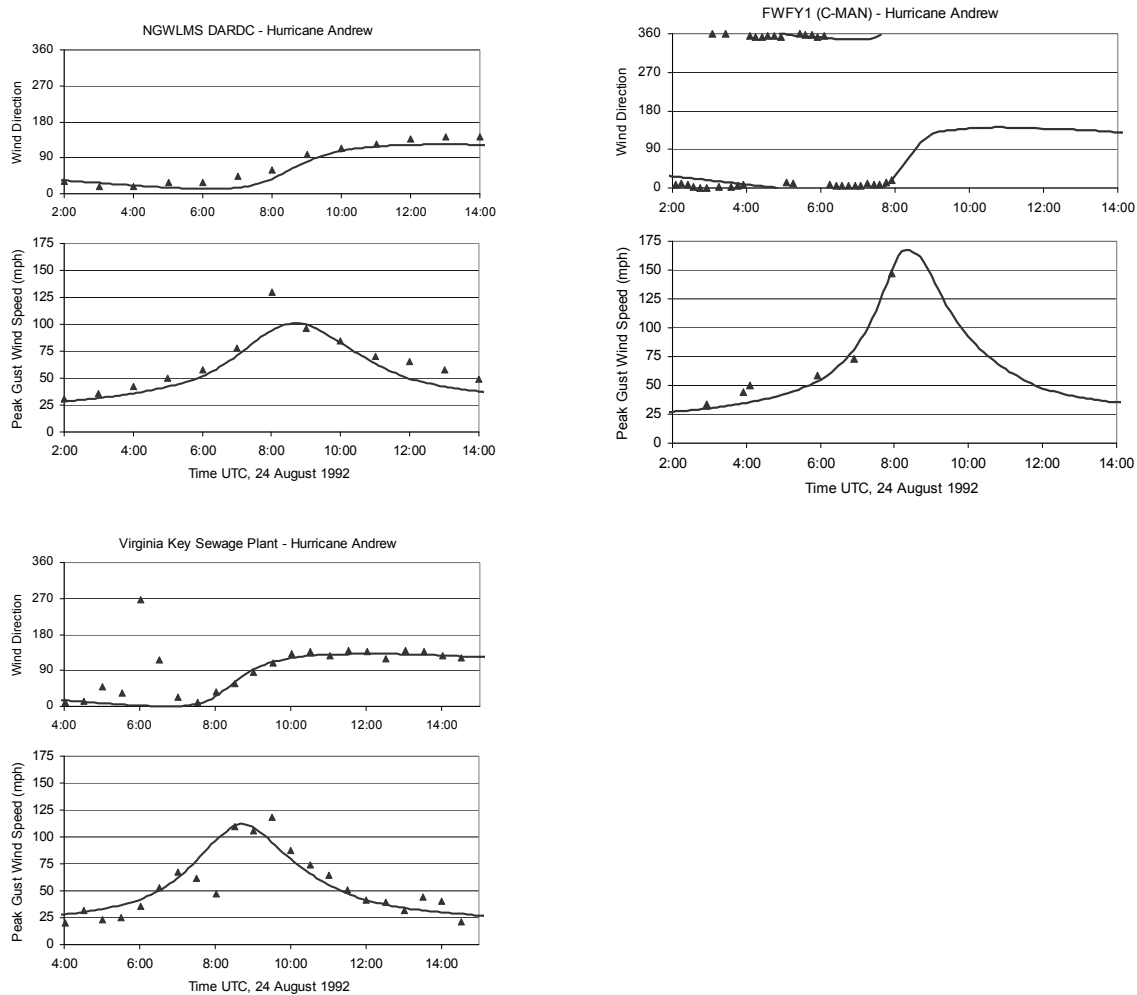 NGWLMS DARDC - Hurricane Andrew
Wind Direction
360
270
180
90
0
2:00 4:00 6:00 8:00 10:00 12:00 14:00
Peak Gust Wind Speed (mph)
175
150
125
100
75
50
25
0
2:00 4:00 6:00 8:00 10:00 12:00 14:00
Time UTC, 24 August 1992
FWFY1 (C-MAN) - Hurricane Andrew
Wind Direction
360
270
180
90
0
2:00 4:00 6:00 8:00 10:00 12:00 14:00
Peak Gust Wind Speed (mph)
175
150
125
100
75
50
25
0
2:00 4:00 6:00 8:00 10:00 12:00 14:00
Time UTC, 24 August 1992
Virginia Key Sewage Plant - Hurricane Andrew
Wind Direction
360
270
180
90
0
4:00 6:00 8:00 10:00 12:00 14:00
Peak Gust Wind Speed (mph)
175
150
125
100
75
50
25
0
4:00 6:00 8:00 10:00 12:00 14:00
Time UTC, 24 August 1992